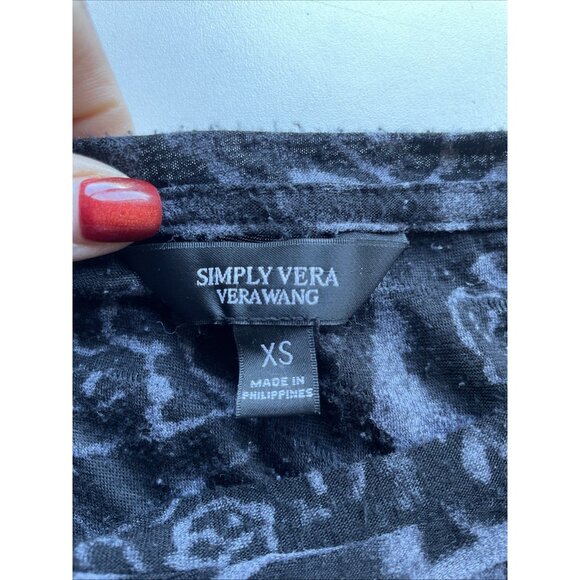 SIMPLY VERA
VERAWANG
XS
MADE IN
PHILIPPINES